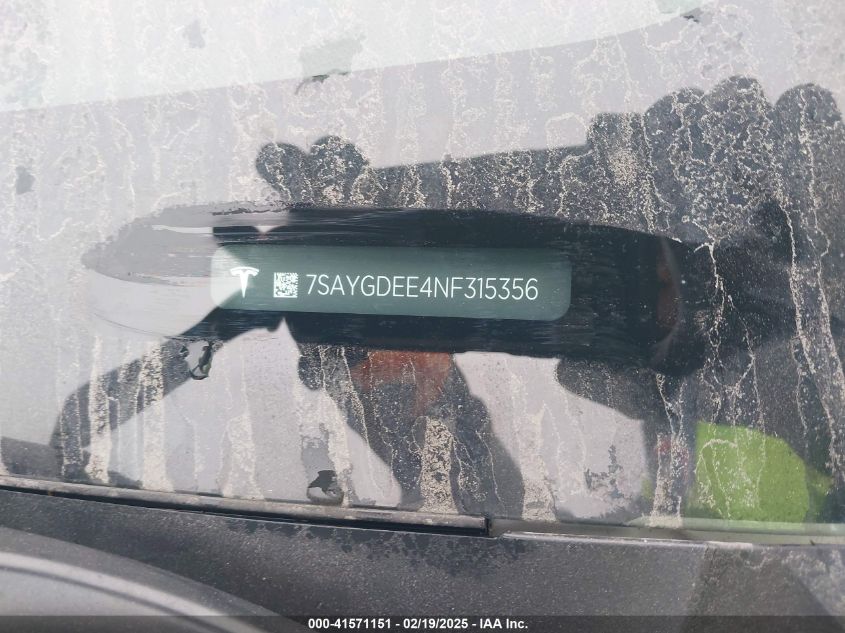 7SAYGDEE4NF315356
000-41571151 - 02/19/2025 - IAA Inc.